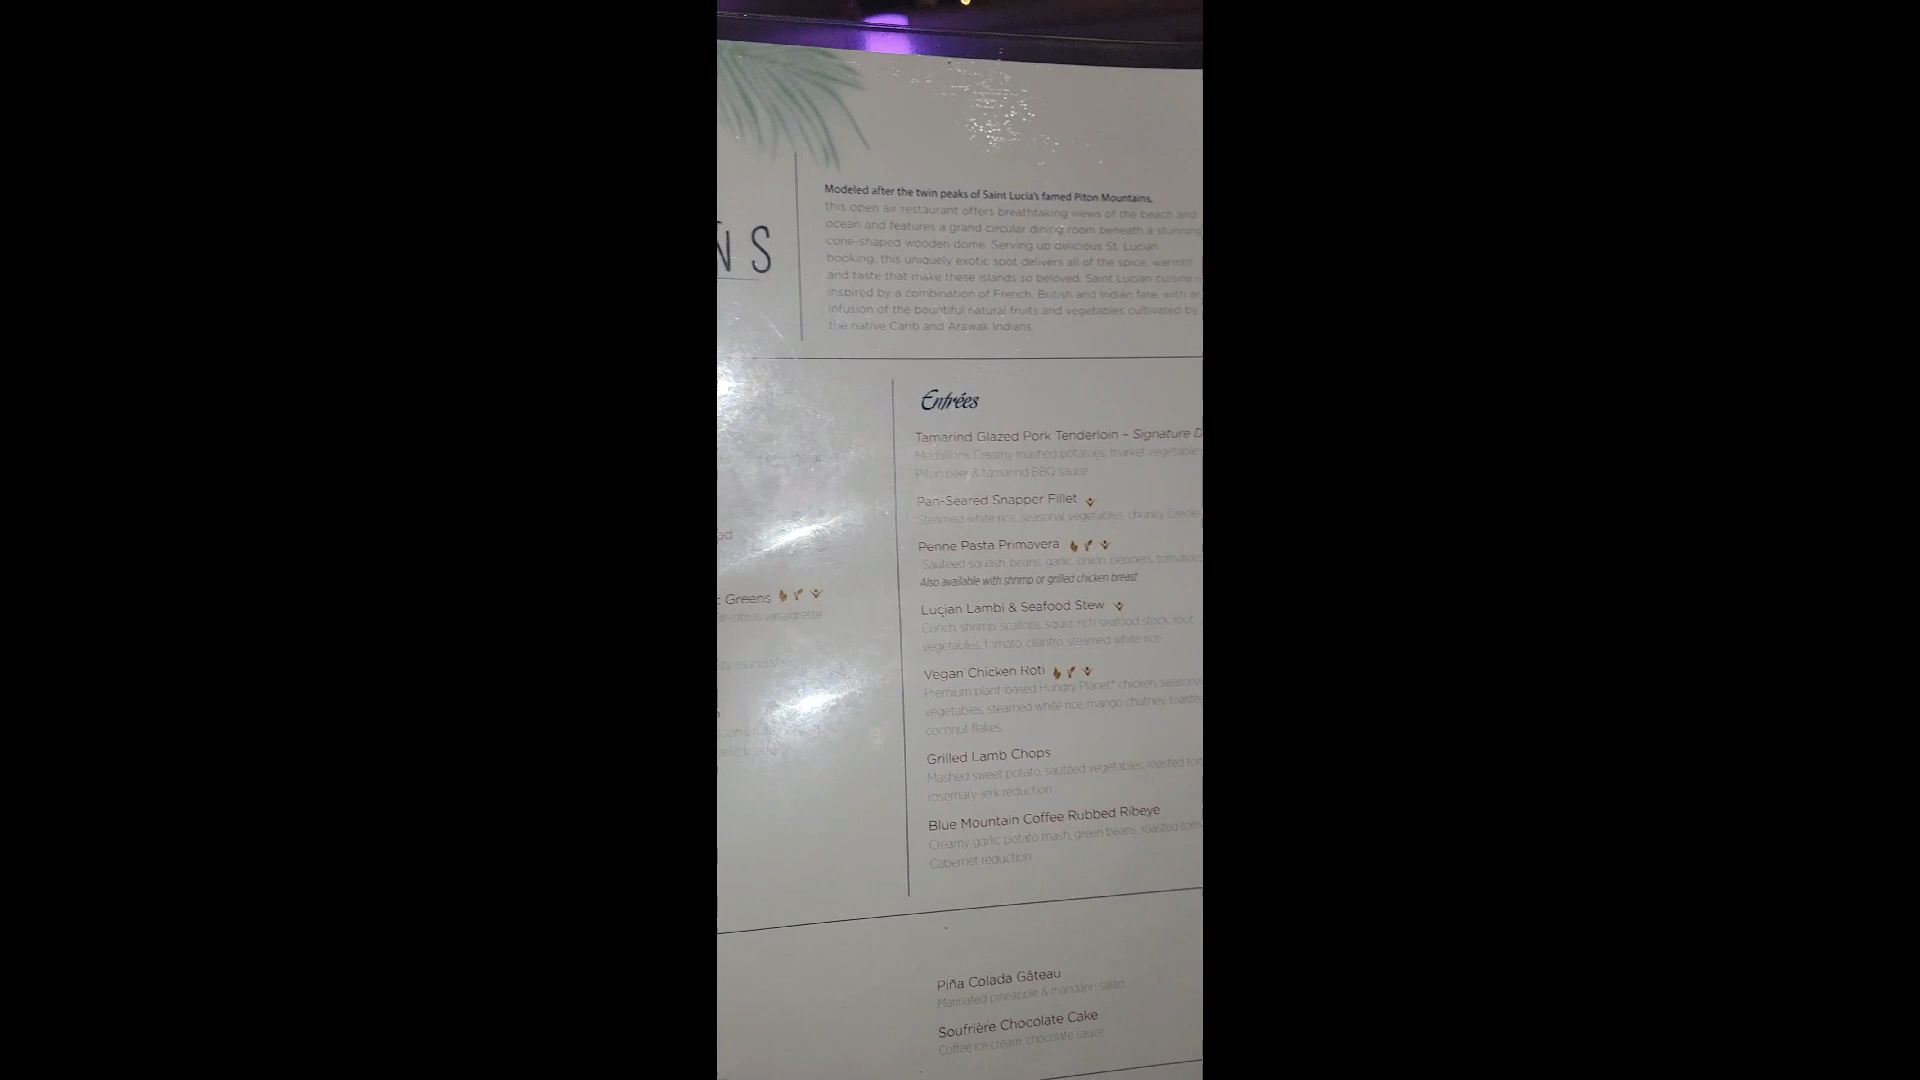 NS
Modeled after the twin peaks of Saint Lucia's famed Piton Mountains,
this open air restaurant offers breathtaking views of the beach and
ocean and features a grand circular dining room beneath a stunning
cone-shaped wooden dome. Serving up delicious St. Lucian
booking, this uniquely exotic spot delivers all of the spice, warmth
and taste that make these islands so beloved. Saint Lucian cuisine
inspired by a combination of French, British and Indian fare, with
infusion of the bountiful natural fruits and vegetables cultivated by
the native Carib and Arawak Indians.
Greens
Entrées
Tamarind Glazed Pork Tenderloin – Signature D
Medallions Creamy mashed potatoes, market vegetables
Piton beer & tamarind BBQ sauce
Pan-Seared Snapper Fillet
Steamed white rice, seasonal vegetables, chunky Creole
Penne Pasta Primavera
Sautéed squash, beans, garlic, onion, peppers, tomatoes
Also available with shrimp or grilled chicken breast
Lucian Lambi & Seafood Stew
Conch, shrimp, scallops, squid, rich seafood stock, root
vegetables, tomato, cilantro, steamed white rice
Vegan Chicken Roti
Premium plant-based Hungry Planet® chicken, seasona
vegetables, steamed white rice, mango chutney, toaste
coconut flakes
Grilled Lamb Chops
Mashed sweet potato, sautéed vegetables, roasted tom
rosemary-jerk reduction
Blue Mountain Coffee Rubbed Ribeye
Creamy garlic potato mash, green beans, roasted tom
Cabernet reduction
Piña Colada Gâteau
Marinated pineapple & mandarin salad
Soufrière Chocolate Cake
Coffee ice cream, chocolate sauce